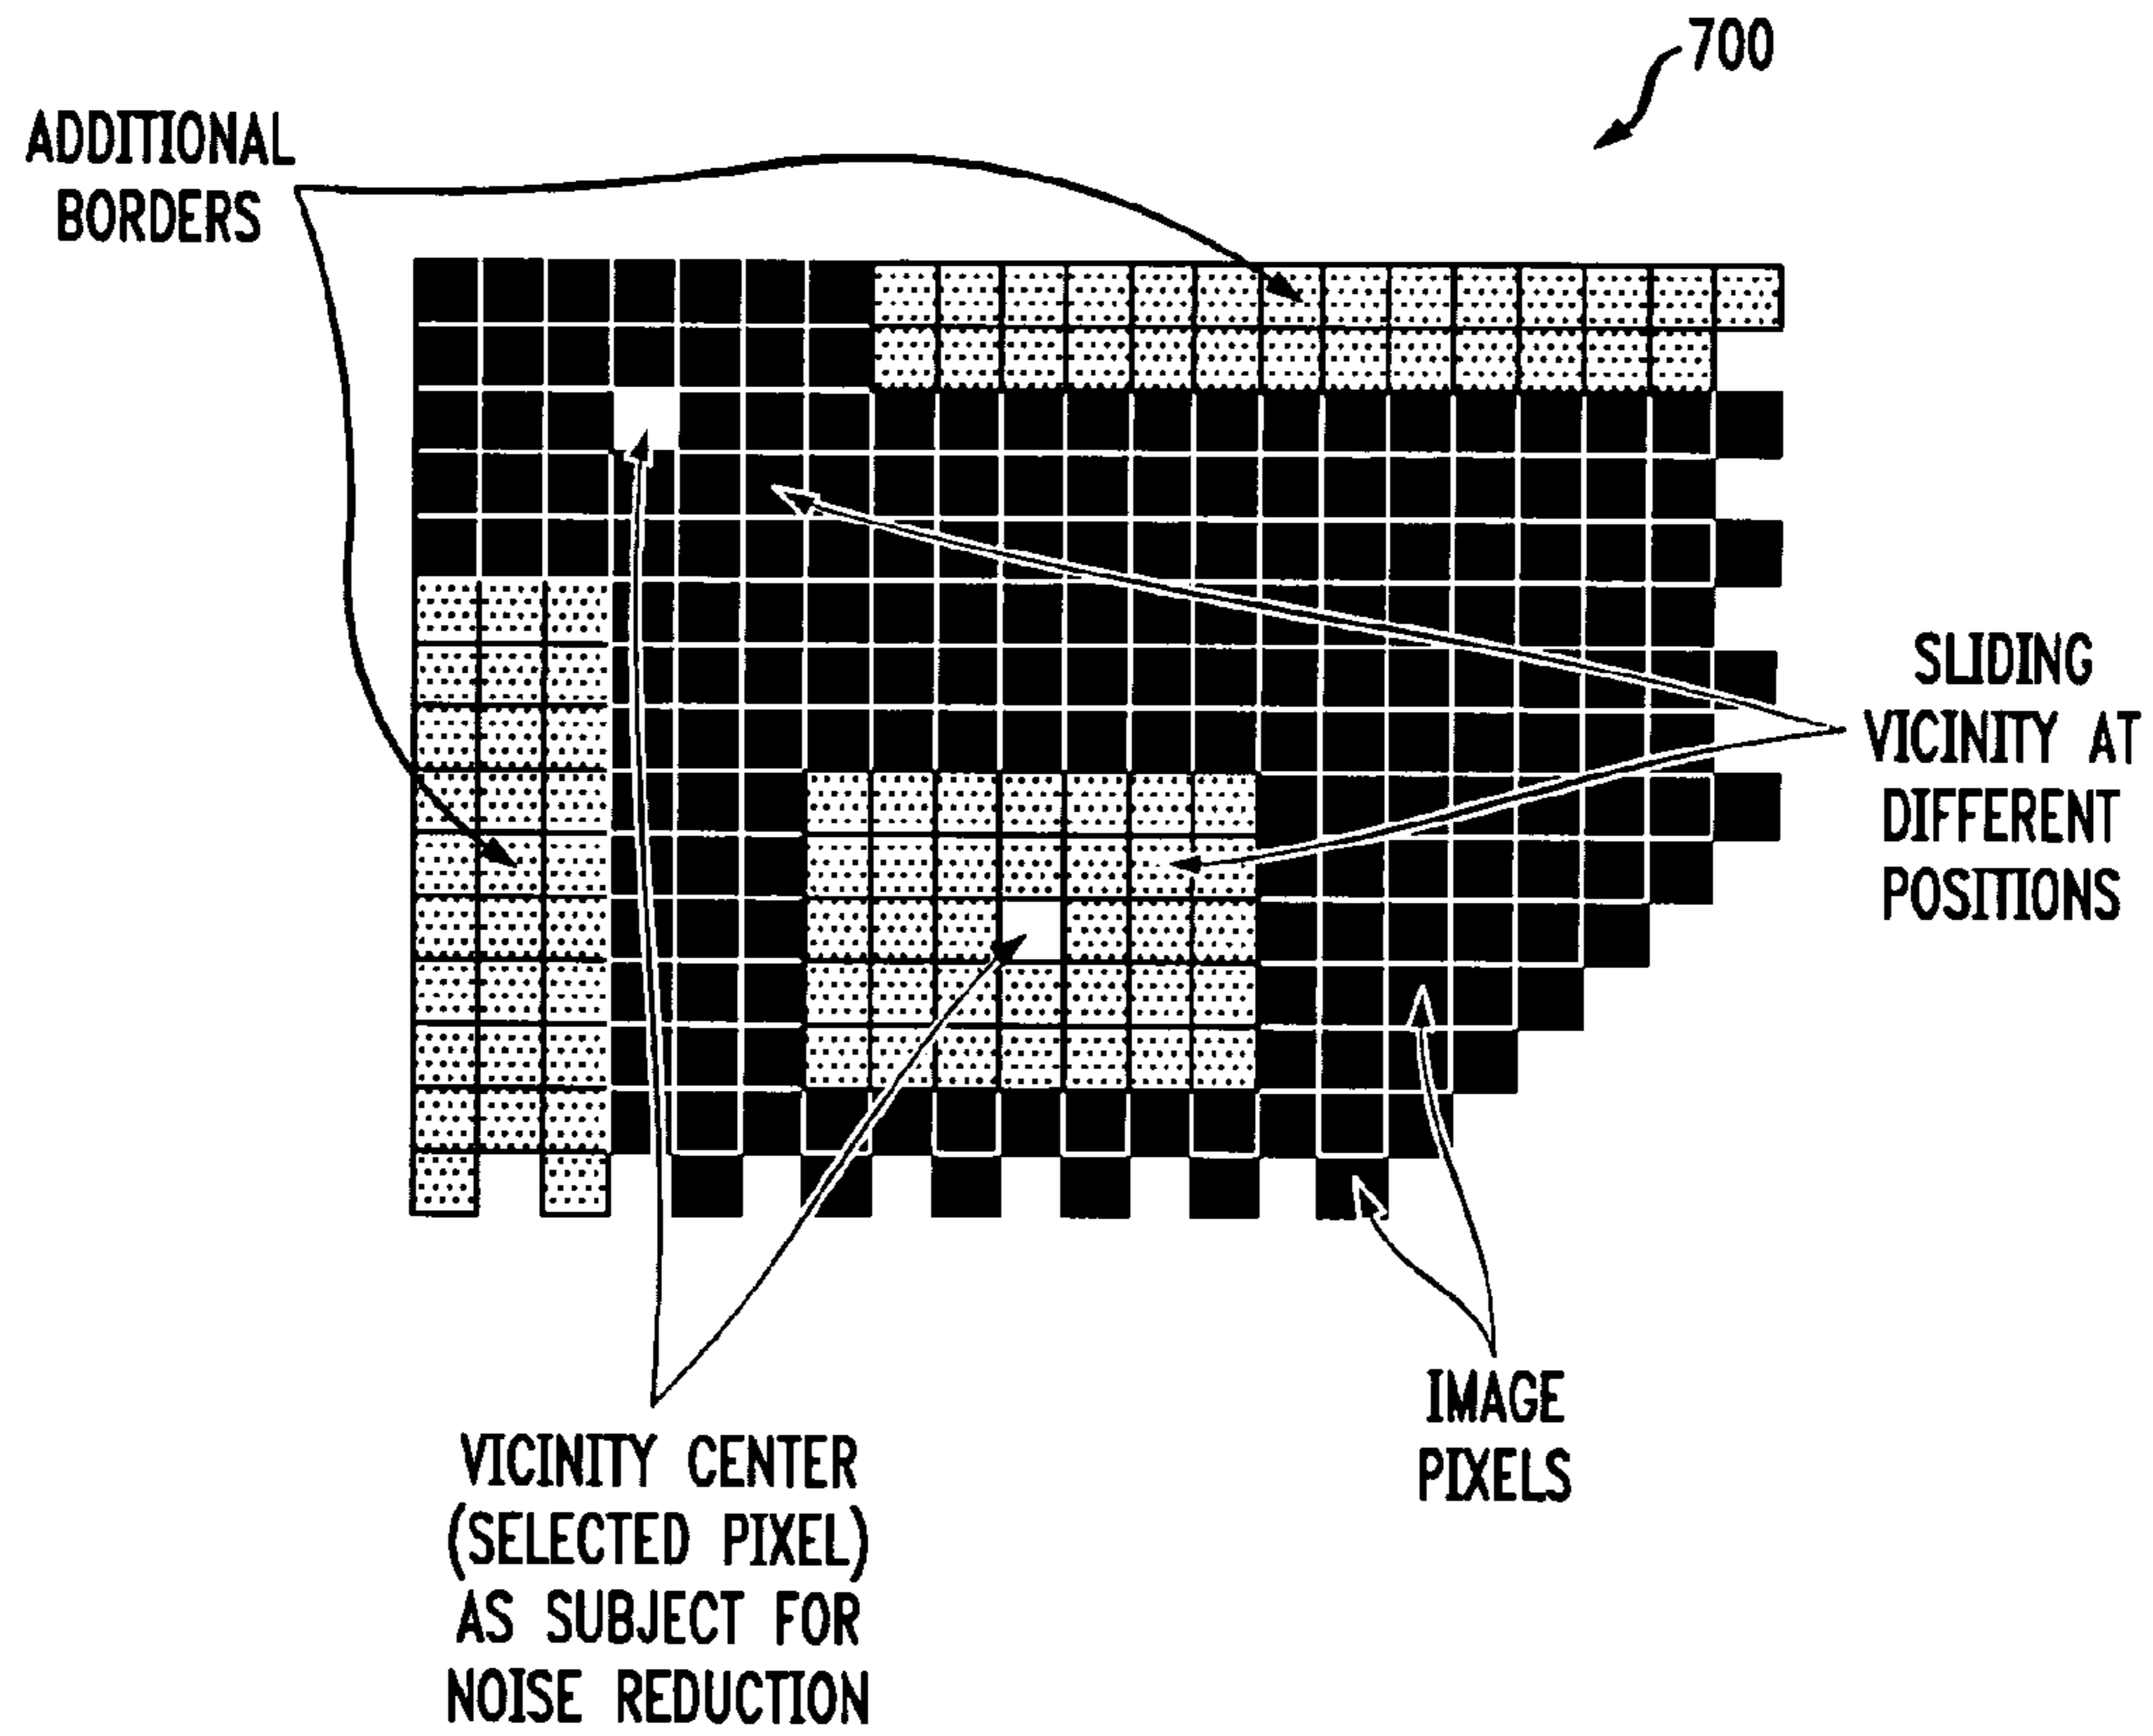 700
ADDITIONAL
BORDERS
SLIDING
VICINITY AT
DIFFERENT
POSITIONS
IMAGE
PIXELS
VICINITY CENTER
(SELECTED PIXEL)
AS SUBJECT FOR
NOISE REDUCTION